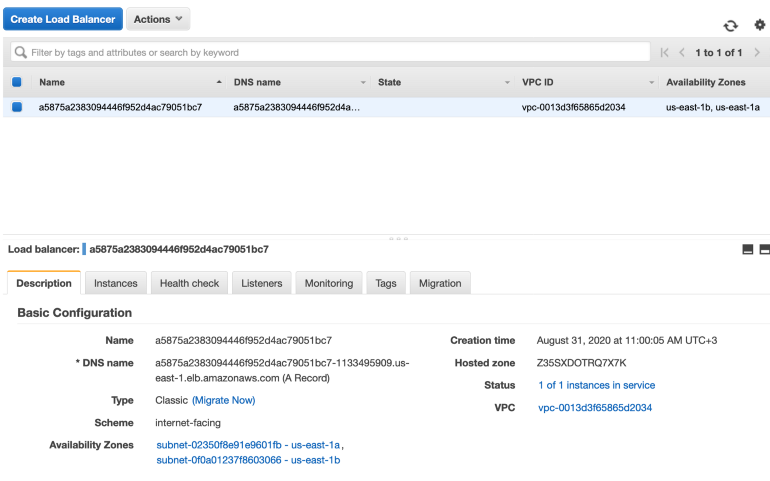 Create Load Balancer Actions
Filter by tags and attributes or search by keyword 1 to 1 of 1
Name DNS name State VPC ID Availability Zones
a5875a2383094446f952d4ac79051bc7 a5875a2383094446f952d4a... vpc-0013d3f65865d2034 us-east-1b, us-east-1a
Load balancer: a5875a2383094446f952d4ac79051bc7
Description Instances Health check Listeners Monitoring Tags Migration
Basic Configuration
Name a5875a2383094446f952d4ac79051bc7 Creation time August 31, 2020 at 11:00:05 AM UTC+3
* DNS name a5875a2383094446f952d4ac79051bc7-1133495909.us- Hosted zone Z35SXDOTRQ7X7K
east-1.elb.amazonaws.com (A Record)
Status 1 of 1 instances in service
Type Classic (Migrate Now)
VPC vpc-0013d3f65865d2034
Scheme internet-facing
Availability Zones subnet-02350f8e91e9601fb - us-east-1a,
subnet-0f0a01237f8603066 - us-east-1b